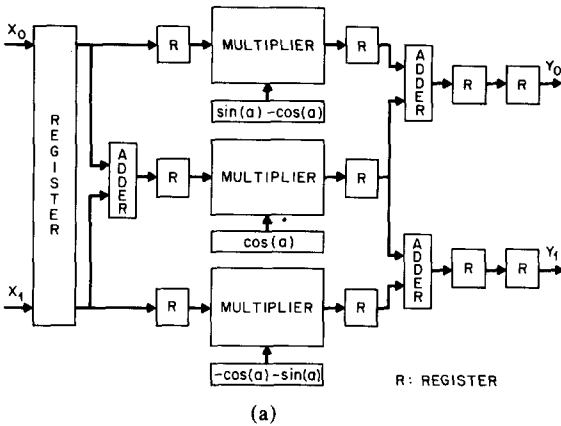 X0
REGISTER
R
MULTIPLIER
R
sin(a) -cos(a)
ADDER
R
R
Y0
ADDER
R
MULTIPLIER
R
cos(a)
X1
R
MULTIPLIER
R
-cos(a)-sin(a)
ADDER
R
R
Y1
R: REGISTER
(a)